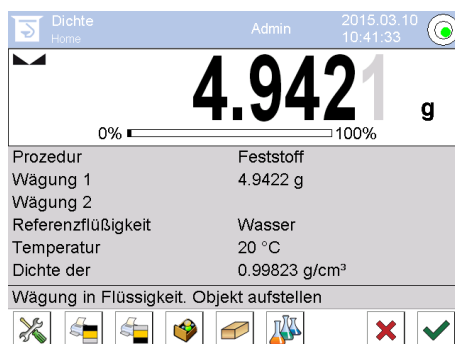 Dichte
Home
Admin
2015.03.10
10:41:33
4.9421 g
0% 100%
Prozedur Feststoff
Wägung 1 4.9422 g
Wägung 2
Referenzflüßigkeit Wasser
Temperatur 20 °C
Dichte der 0.99823 g/cm³
Wägung in Flüssigkeit. Objekt aufstellen